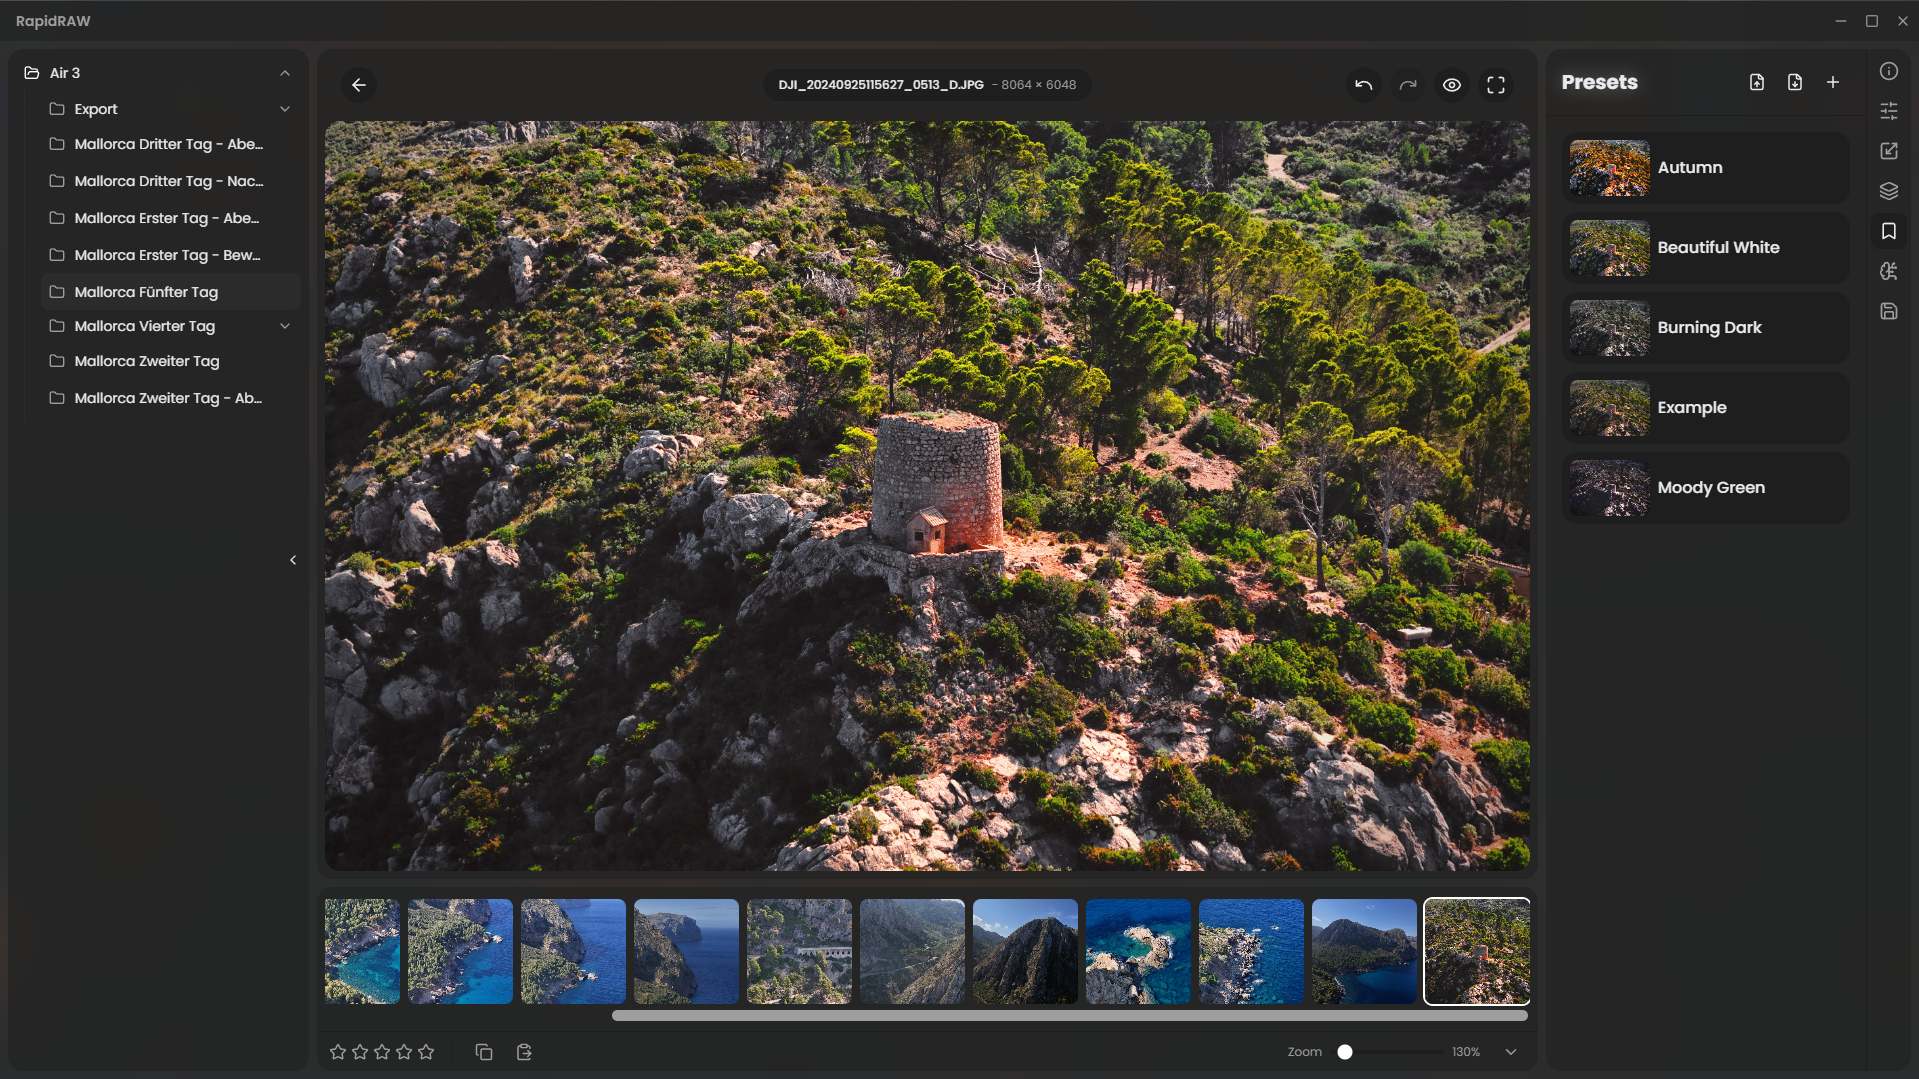 RapidRAW
Air 3
Export
Mallorca Dritter Tag - Abe...
Mallorca Dritter Tag - Nac...
Mallorca Erster Tag - Abe...
Mallorca Erster Tag - Bew...
Mallorca Fünfter Tag
Mallorca Vierter Tag
Mallorca Zweiter Tag
Mallorca Zweiter Tag - Ab...
DJI_20240925115627_0513_D.JPG - 8064 × 6048
Zoom 130%
Presets
Autumn
Beautiful White
Burning Dark
Example
Moody Green